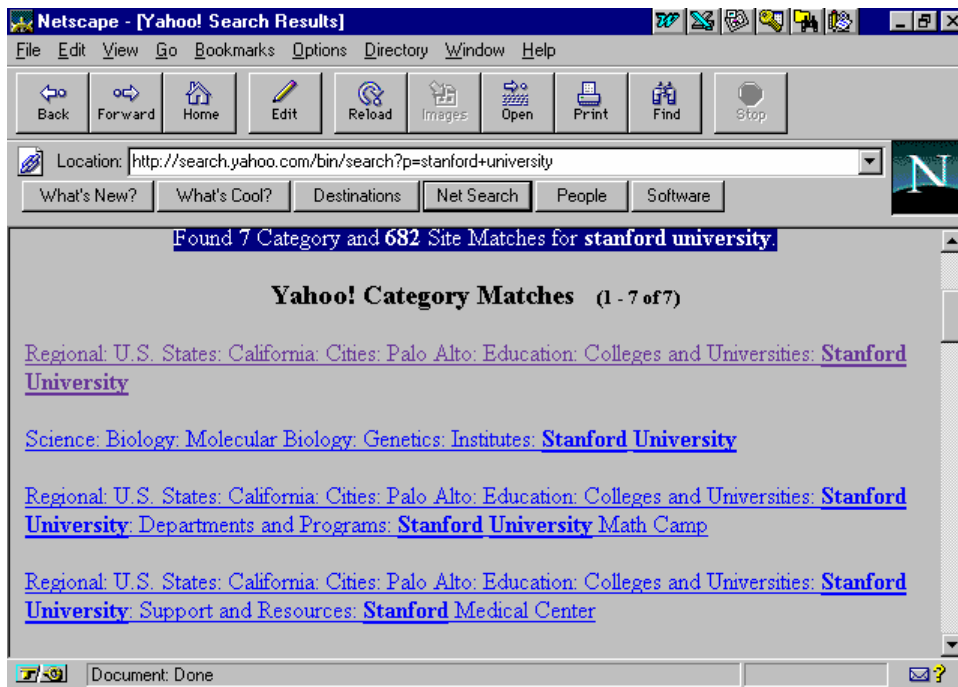 Netscape - [Yahoo! Search Results]
File Edit View Go Bookmarks Options Directory Window Help
Back Forward Home Edit Reload Images Open Print Find Stop
Location: http://search.yahoo.com/bin/search?p=stanford+university
N
What's New? What's Cool? Destinations Net Search People Software
Found 7 Category and 682 Site Matches for stanford university.
Yahoo! Category Matches (1 - 7 of 7)
Regional: U.S. States: California: Cities: Palo Alto: Education: Colleges and Universities: Stanford
University
Science: Biology: Molecular Biology: Genetics: Institutes: Stanford University
Regional: U.S. States: California: Cities: Palo Alto: Education: Colleges and Universities: Stanford
University: Departments and Programs: Stanford University Math Camp
Regional: U.S. States: California: Cities: Palo Alto: Education: Colleges and Universities: Stanford
University: Support and Resources: Stanford Medical Center
Document: Done